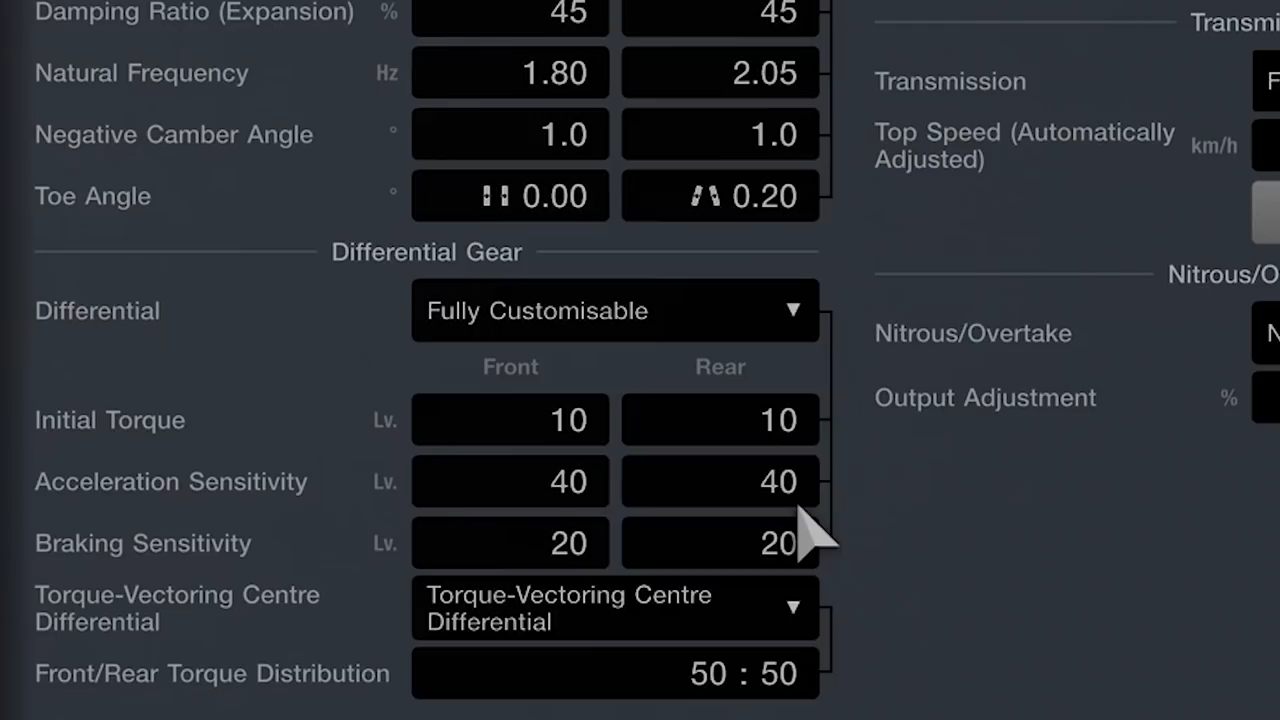 Damping Ratio (Expansion) % 45 45
Natural Frequency Hz 1.80 2.05
Negative Camber Angle ° 1.0 1.0
Toe Angle ° 0.00 0.20
Differential Gear
Differential Fully Customisable
Front Rear
Initial Torque Lv. 10 10
Acceleration Sensitivity Lv. 40 40
Braking Sensitivity Lv. 20 20
Torque-Vectoring Centre
Differential
Torque-Vectoring Centre
Differential
Front/Rear Torque Distribution 50 : 50
Transmi
Transmission F
Top Speed (Automatically
Adjusted) km/h
Nitrous/O
Nitrous/Overtake N
Output Adjustment %